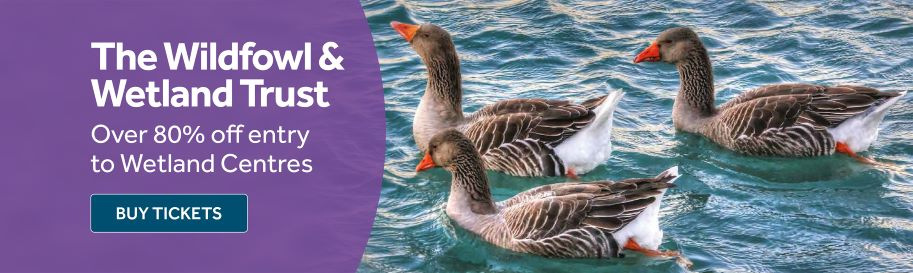 The Wildfowl &
Wetland Trust
Over 80% off entry
to Wetland Centres
BUY TICKETS